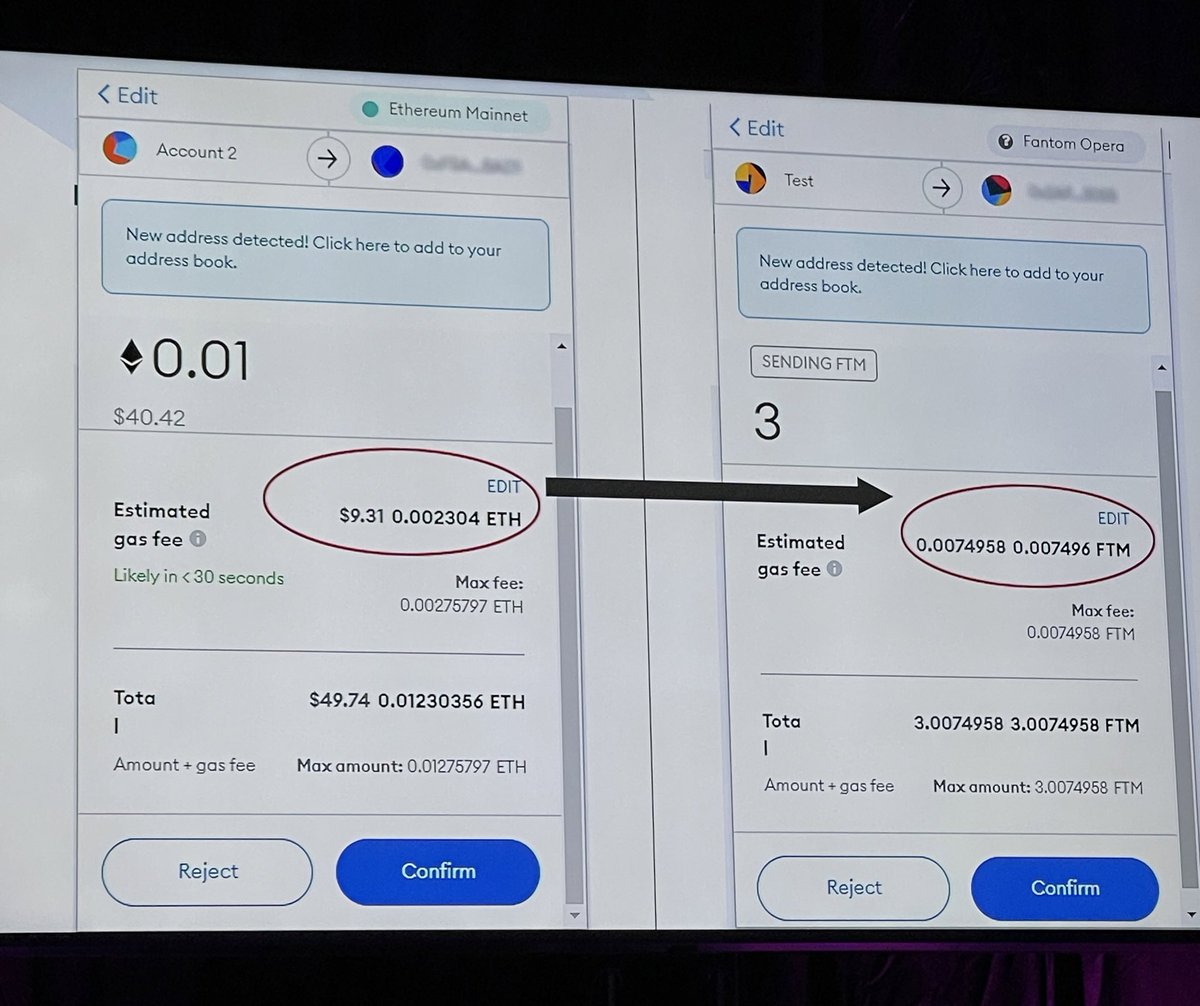 Edit
Ethereum Mainnet
Account 2
New address detected! Click here to add to your
address book.
0.01
$40.42
EDIT
Estimated
gas fee
$9.31 0.002304 ETH
Likely in < 30 seconds
Max fee:
0.00275797 ETH
Tota
l
$49.74 0.01230356 ETH
Amount + gas fee
Max amount: 0.01275797 ETH
Reject
Confirm
Edit
Fantom Opera
Test
New address detected! Click here to add to your
address book.
SENDING FTM
3
EDIT
Estimated
gas fee
0.0074958 0.007496 FTM
Max fee:
0.0074958 FTM
Tota
l
3.0074958 3.0074958 FTM
Amount + gas fee
Max amount: 3.0074958 FTM
Reject
Confirm